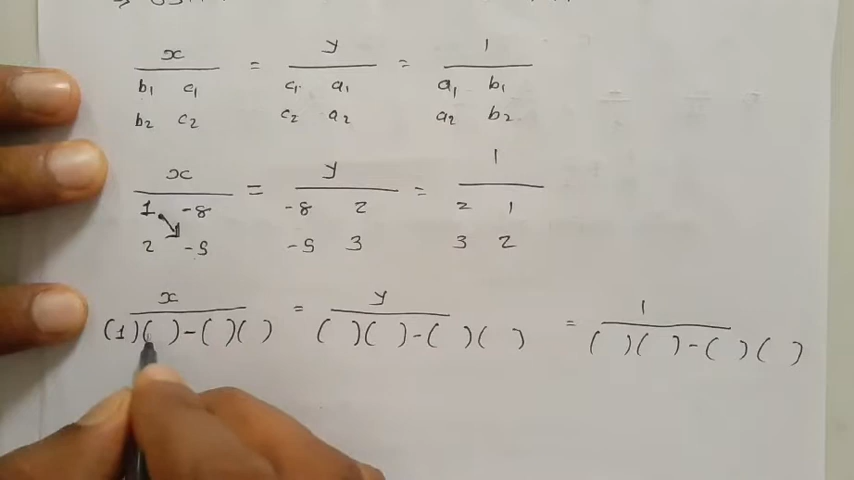 x = y = 1
b₁ c₁ c₁ a₁ a₁ b₁
b₂ c₂ c₂ a₂ a₂ b₂
x = y = 1
1 -8 -8 2 2 1
2 -5 -5 3 3 2
x = y = 1
(1)( )-( )( ) ( )( )-( )( ) ( )( )-( )( )